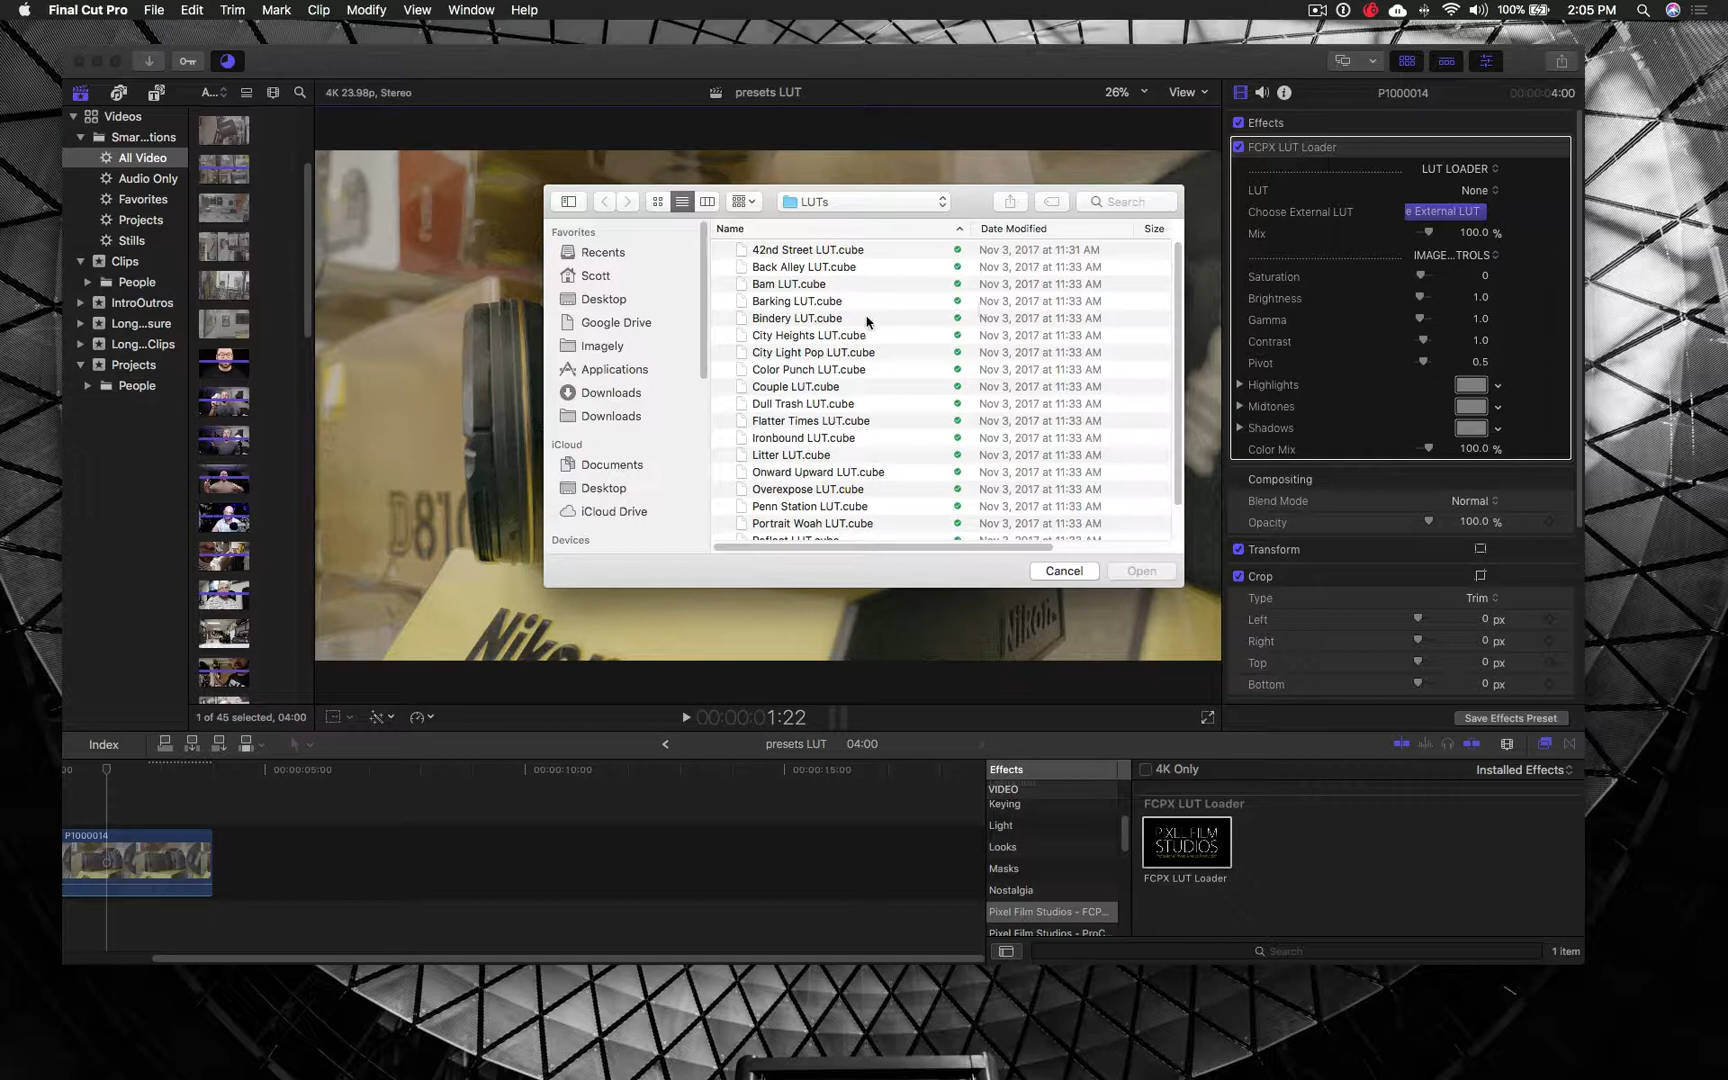 Final Cut Pro File Edit Trim Mark Clip Modify View Window Help
100% 2:05 PM
4K 23.98p, Stereo
presets LUT
26% View
P1000014
4:00
A...
Videos
Smar...tions
All Video
Audio Only
Favorites
Projects
Stills
Clips
People
IntroOutros
Long...sure
Long...Clips
Projects
People
1 of 45 selected, 04:00
LUTs
Search
Favorites
Recents
Scott
Desktop
Google Drive
Imagely
Applications
Downloads
Downloads
iCloud
Documents
Desktop
iCloud Drive
Devices
Name Date Modified Size
42nd Street LUT.cube Nov 3, 2017 at 11:31 AM
Back Alley LUT.cube Nov 3, 2017 at 11:33 AM
Bam LUT.cube Nov 3, 2017 at 11:33 AM
Barking LUT.cube Nov 3, 2017 at 11:33 AM
Bindery LUT.cube Nov 3, 2017 at 11:33 AM
City Heights LUT.cube Nov 3, 2017 at 11:33 AM
City Light Pop LUT.cube Nov 3, 2017 at 11:33 AM
Color Punch LUT.cube Nov 3, 2017 at 11:33 AM
Couple LUT.cube Nov 3, 2017 at 11:33 AM
Dull Trash LUT.cube Nov 3, 2017 at 11:33 AM
Flatter Times LUT.cube Nov 3, 2017 at 11:33 AM
Ironbound LUT.cube Nov 3, 2017 at 11:33 AM
Litter LUT.cube Nov 3, 2017 at 11:33 AM
Onward Upward LUT.cube Nov 3, 2017 at 11:33 AM
Overexpose LUT.cube Nov 3, 2017 at 11:33 AM
Penn Station LUT.cube Nov 3, 2017 at 11:33 AM
Portrait Woah LUT.cube Nov 3, 2017 at 11:33 AM
Reflect LUT.cube Nov 3, 2017 at 11:33 AM
Cancel Open
D810
Nikon
Nikon
00:00:01:22
Effects
FCPX LUT Loader
LUT LOADER
LUT None
Choose External LUT e External LUT
Mix 100.0 %
IMAGE...TROLS
Saturation 0
Brightness 1.0
Gamma 1.0
Contrast 1.0
Pivot 0.5
Highlights
Midtones
Shadows
Color Mix 100.0 %
Compositing
Blend Mode Normal
Opacity 100.0 %
Transform
Crop
Type Trim
Left 0 px
Right 0 px
Top 0 px
Bottom 0 px
Save Effects Preset
Index
presets LUT 04:00
00 00:00:05:00 00:00:10:00 00:00:15:00
P1000014
Effects
VIDEO
Keying
Light
Looks
Masks
Nostalgia
Pixel Film Studios - FCP...
Pixel Film Studios - ProC...
4K Only
Installed Effects
FCPX LUT Loader
PIXEL FILM
STUDIOS
FCPX LUT Loader
Search
1 item